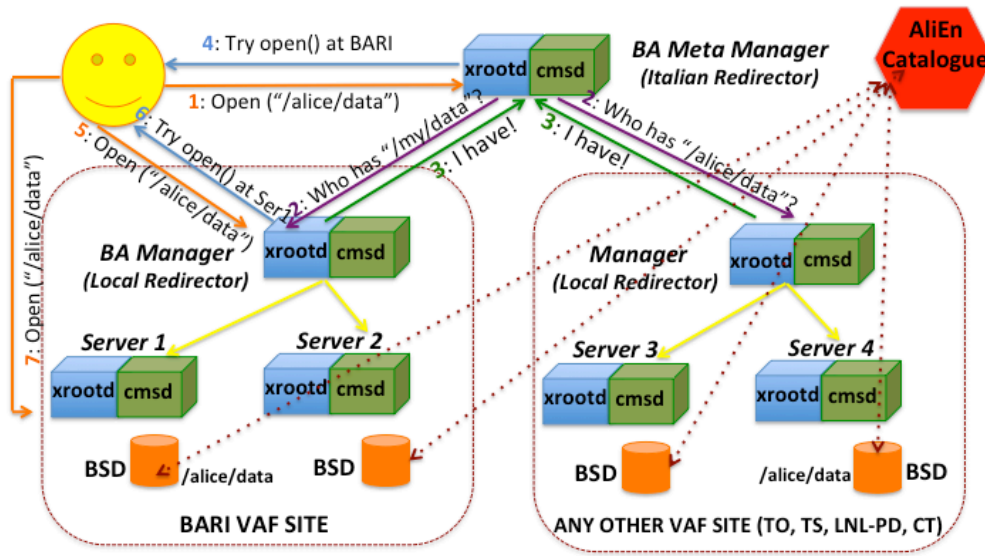 4: Try open() at BARI
xrootd
cmsd
BA Meta Manager
(Italian Redirector)
AliEn
Catalogue
1: Open ("/alice/data")
6: Try open() at Ser1
5: Open ("/alice/data")
7: Open ("/alice/data")
2: Who has "/my/data"?
3: I have!
2: Who has "/alice/data"?
3: I have!
BA Manager
(Local Redirector)
xrootd
cmsd
Manager
(Local Redirector)
xrootd
cmsd
Server 1
xrootd
cmsd
Server 2
xrootd
cmsd
Server 3
xrootd
cmsd
Server 4
xrootd
cmsd
BSD
/alice/data
BSD
BSD
/alice/data
BSD
BARI VAF SITE
ANY OTHER VAF SITE (TO, TS, LNL-PD, CT)